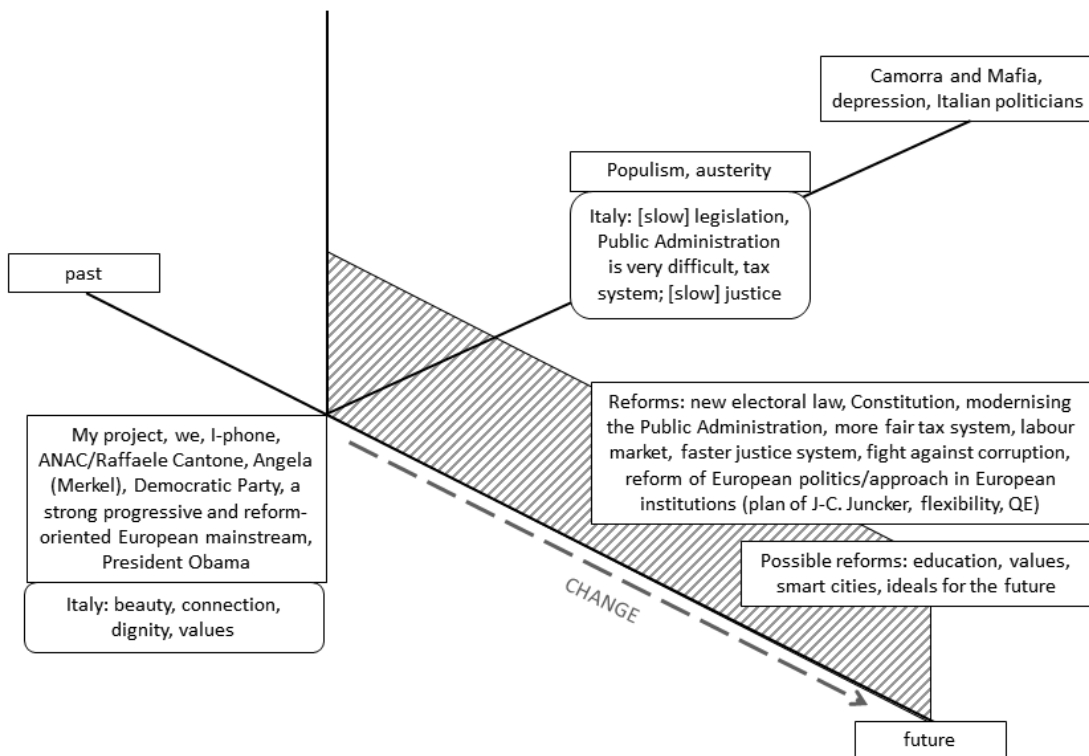 Camorra and Mafia,
depression, Italian politicians
Populism, austerity
Italy: [slow] legislation,
Public Administration
is very difficult, tax
system; [slow] justice
past
Reforms: new electoral law, Constitution, modernising
the Public Administration, more fair tax system, labour
market, faster justice system, fight against corruption,
reform of European politics/approach in European
institutions (plan of J-C. Juncker, flexibility, QE)
My project, we, I-phone,
ANAC/Raffaele Cantone, Angela
(Merkel), Democratic Party, a
strong progressive and reform-
oriented European mainstream,
President Obama
Italy: beauty, connection,
dignity, values
Possible reforms: education, values,
smart cities, ideals for the future
CHANGE
future